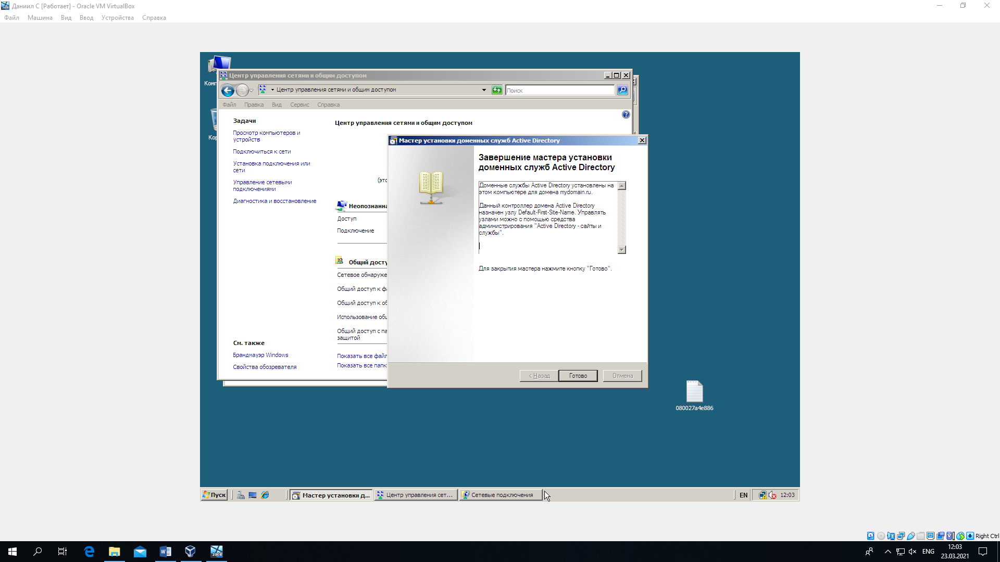 Даниил С [Работает] - Oracle VM VirtualBox
Файл Машина Вид Ввод Устройства Справка
Центр управления сетями и общим доступом
Центр управления сетями и общим доступом
Поиск
Файл Правка Вид Сервис Справка
Задачи
Просмотр компьютеров и
устройств
Подключиться к сети
Установка подключения или
сети
Управление сетевыми
подключениями
Диагностика и восстановление
См. также
Брандмауэр Windows
Свойства обозревателя
Центр управления сетями и общим доступом
(это
Неопознанна
Доступ
Подключение
Общий досту
Сетевое обнаруже
Общий доступ к фа
Общий доступ к об
Использование общ
Общий доступ с па
защитой
Показать все файл
Показать все папк
Мастер установки доменных служб Active Directory
Завершение мастера установки
доменных служб Active Directory
Доменные службы Active Directory установлены на
этом компьютере для домена mydomain.ru.
Данный контроллер домена Active Directory
назначен узлу Default-First-Site-Name. Управлять
узлами можно с помощью средства
администрирования "Active Directory - сайты и
службы".
Для закрытия мастера нажмите кнопку "Готово".
< Назад Готово Отмена
080027a4e886
Пуск
Мастер установки д...
Центр управления сет...
Сетевые подключения
EN
12:03
Right Ctrl
2008
ENG
12:03
23.03.2021